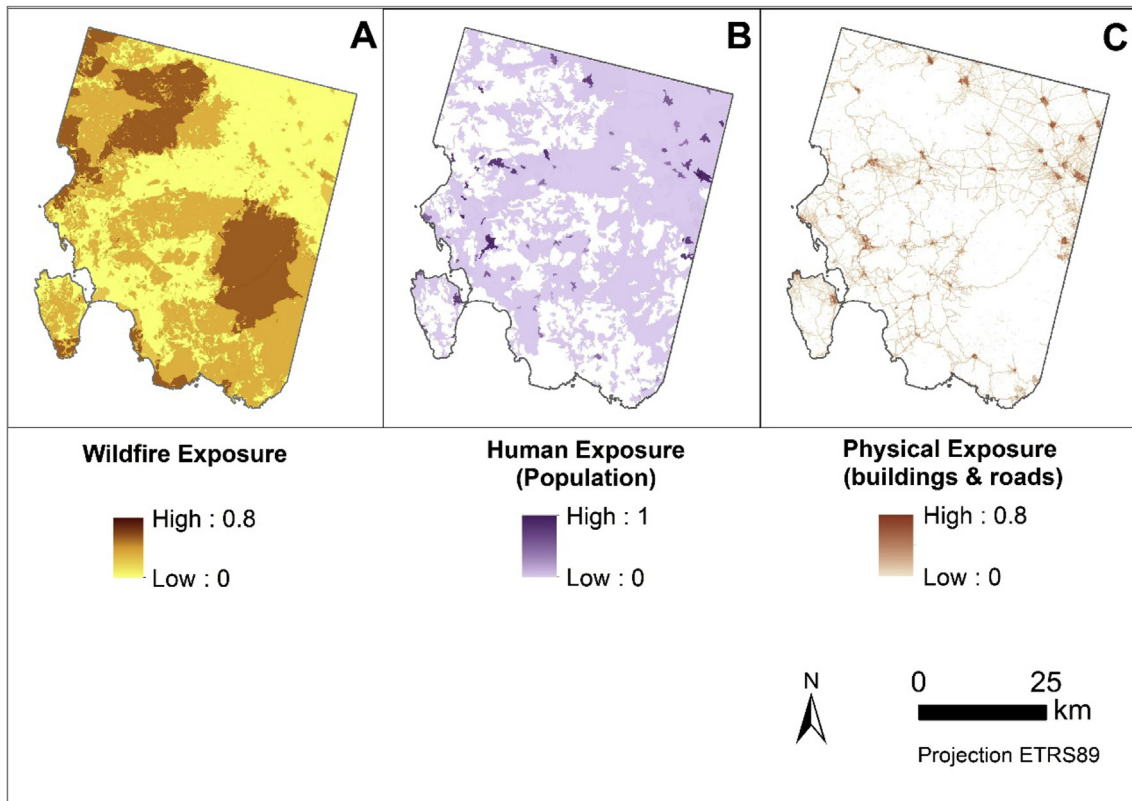 A
B
C
Wildfire Exposure
High : 0.8
Low : 0
Human Exposure
(Population)
High : 1
Low : 0
Physical Exposure
(buildings & roads)
High : 0.8
Low : 0
N
0 25
km
Projection ETRS89